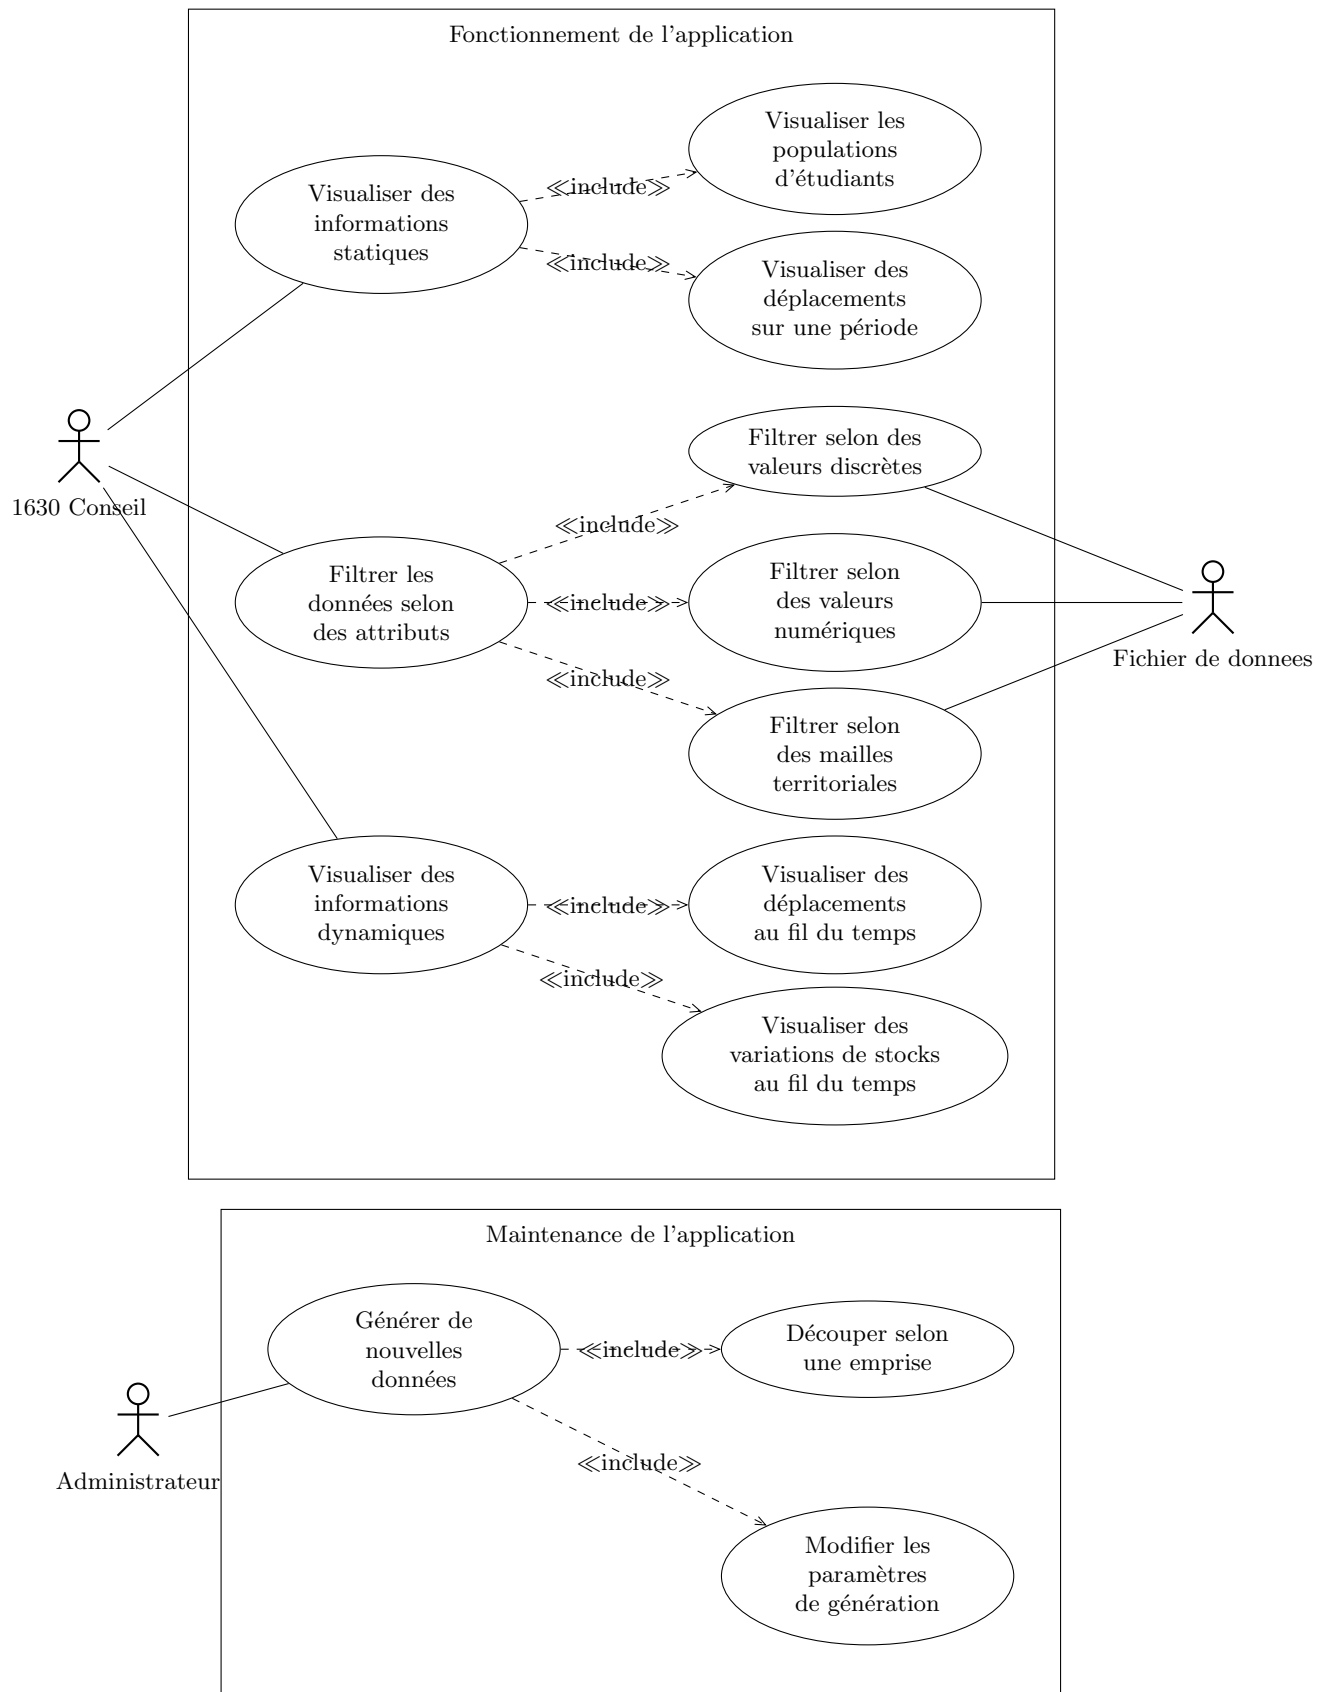 Fonctionnement de l'application
Visualiser les
populations
d'étudiants
Visualiser des
informations
statiques
≪include≫
≪include≫
Visualiser des
déplacements
sur une période
1630 Conseil
Filtrer selon des
valeurs discrètes
≪include≫
Filtrer les
données selon
des attributs
≪include≫
Filtrer selon
des valeurs
numériques
Fichier de donnees
≪include≫
Filtrer selon
des mailles
territoriales
Visualiser des
informations
dynamiques
≪include≫
Visualiser des
déplacements
au fil du temps
≪include≫
Visualiser des
variations de stocks
au fil du temps
Maintenance de l'application
Générer de
nouvelles
données
≪include≫
Découper selon
une emprise
Administrateur
≪include≫
Modifier les
paramètres
de génération